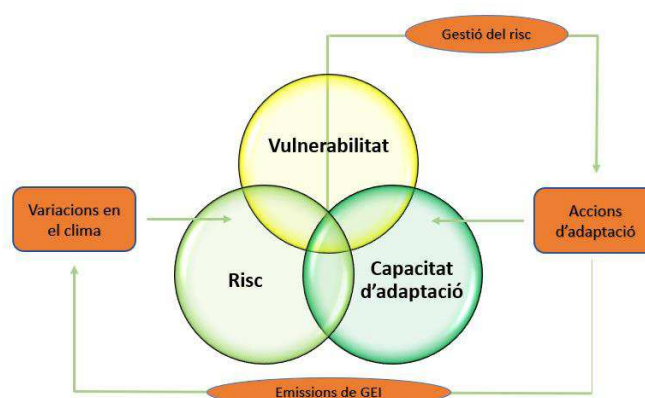 Gestió del risc
Vulnerabilitat
Variacions en
el clima
Accions
d'adaptació
Risc
Capacitat
d'adaptació
Emissions de GEI